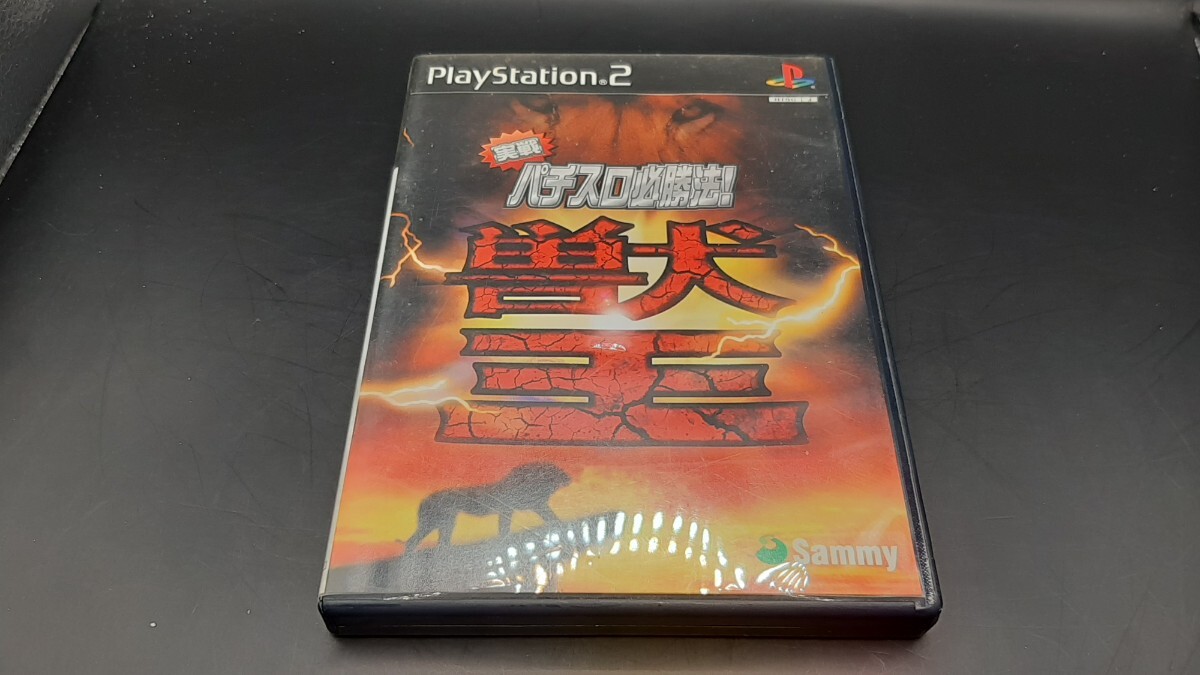 PlayStation®2
実戦
パチスロ必勝法!
獣
王
Sammy